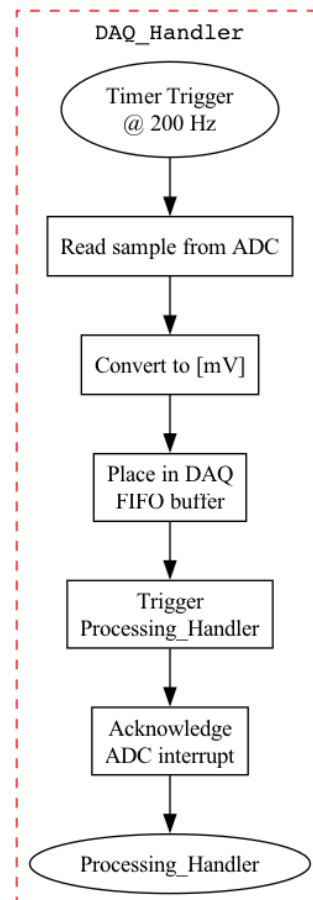 DAQ_Handler
Timer Trigger
@ 200 Hz
Read sample from ADC
Convert to [mV]
Place in DAQ
FIFO buffer
Trigger
Processing_Handler
Acknowledge
ADC interrupt
Processing_Handler